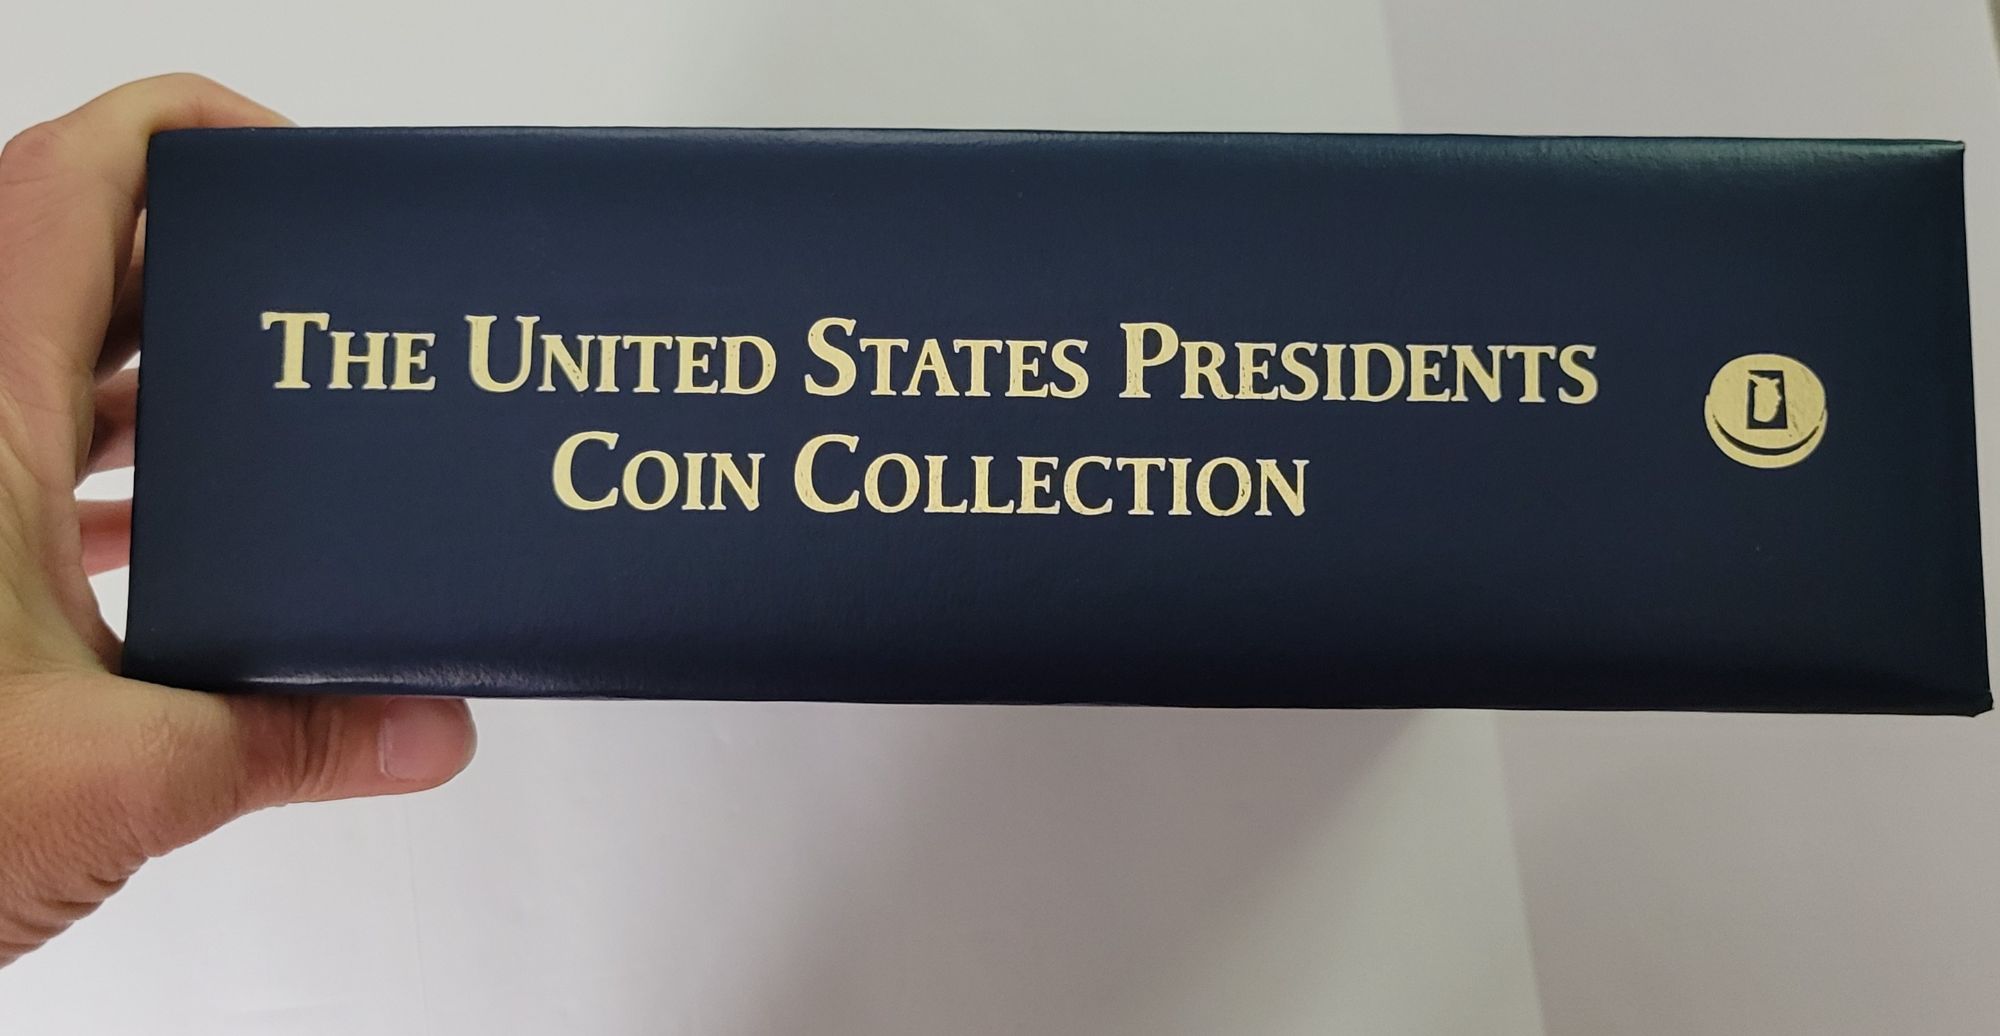 THE UNITED STATES PRESIDENTS
COIN COLLECTION